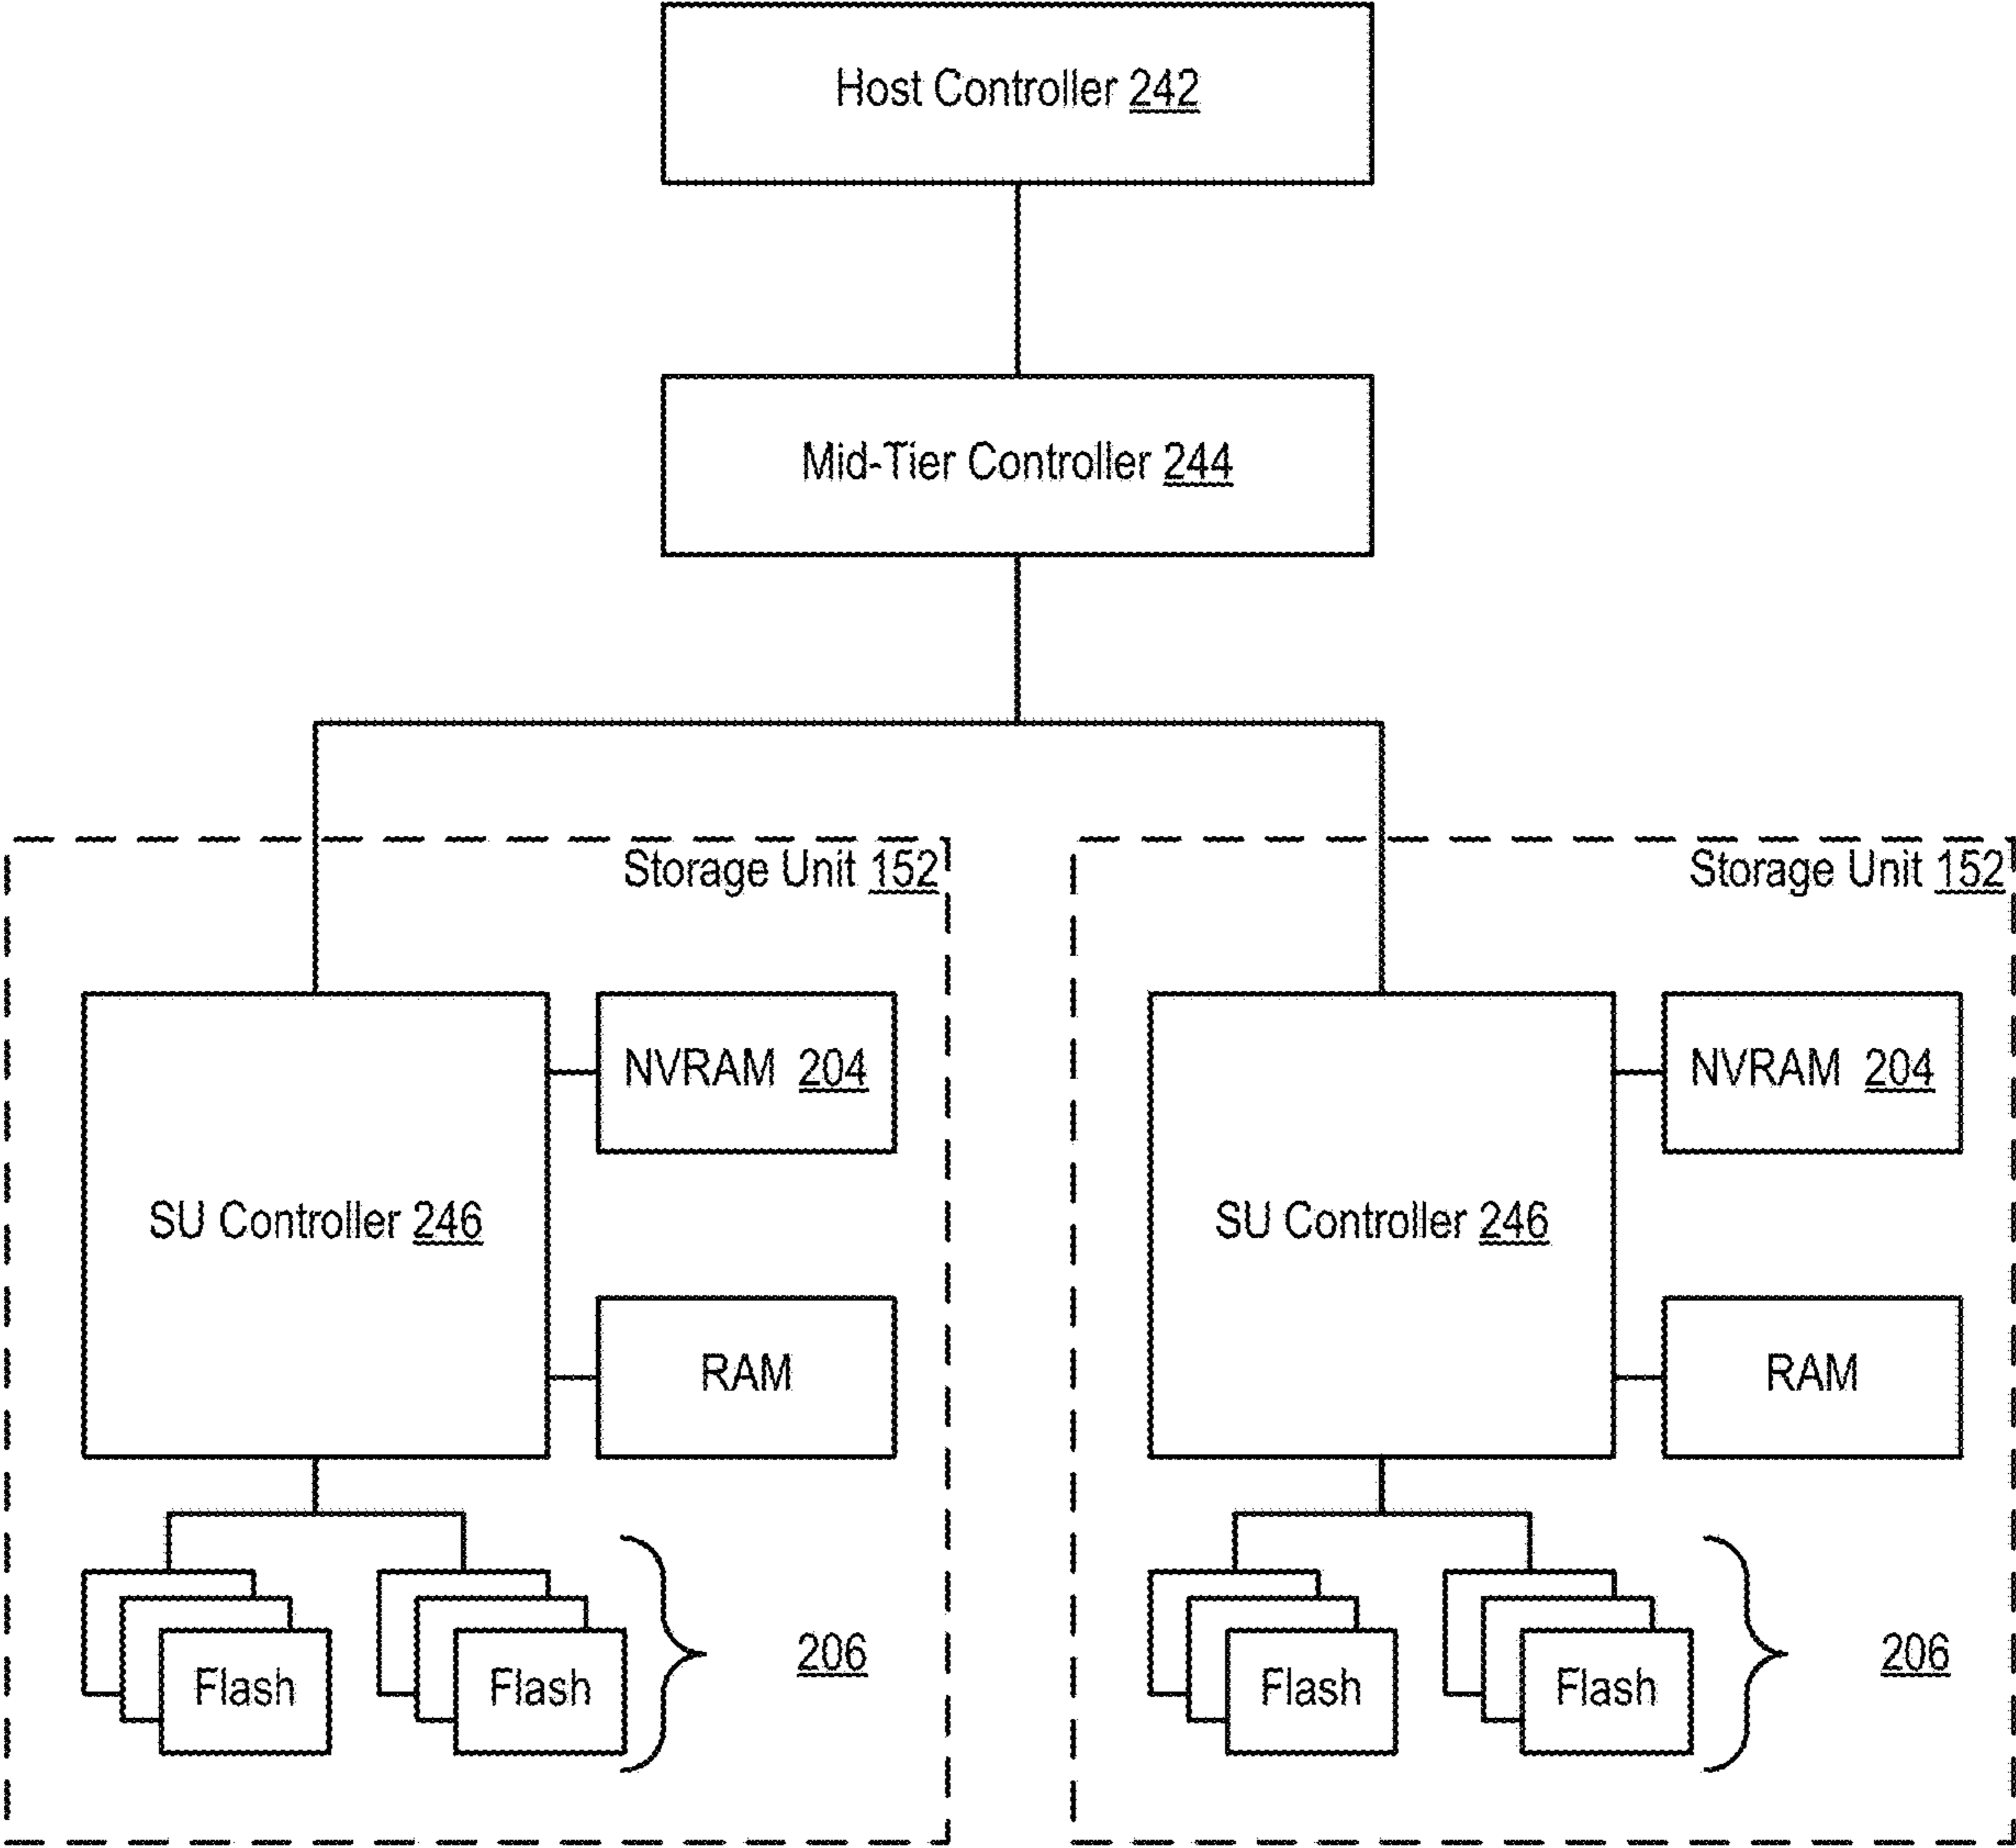 Host Controller 242
Mid-Tier Controller 244
Storage Unit 152
Storage Unit 152
NVRAM 204
NVRAM 204
SU Controller 246
SU Controller 246
RAM
RAM
Flash
Flash
206
Flash
Flash
206